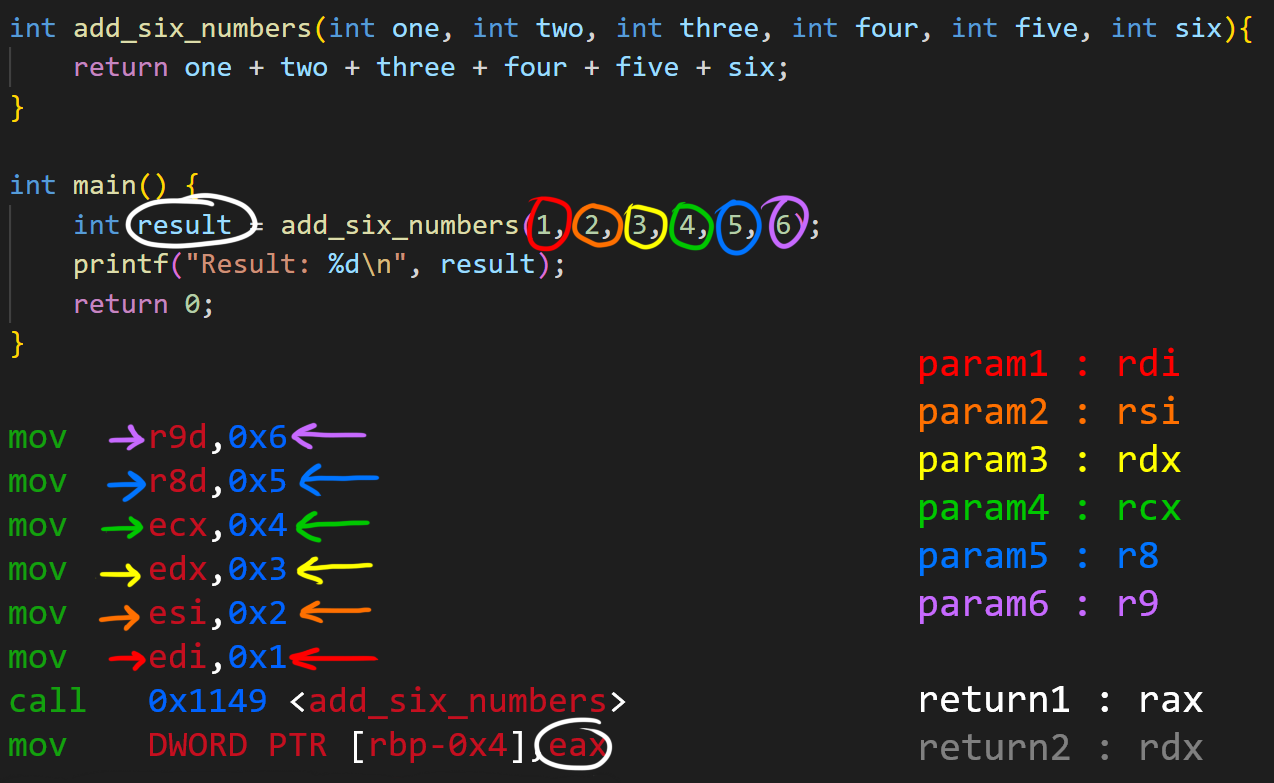 int add_six_numbers(int one, int two, int three, int four, int five, int six){
    return one + two + three + four + five + six;
}
int main() {
    int result = add_six_numbers(1, 2, 3, 4, 5, 6);
    printf("Result: %d\n", result);
    return 0;
}
param1 : rdi
param2 : rsi
param3 : rdx
param4 : rcx
param5 : r8
param6 : r9
return1 : rax
return2 : rdx
mov r9d,0x6
mov r8d,0x5
mov ecx,0x4
mov edx,0x3
mov esi,0x2
mov edi,0x1
call 0x1149 <add_six_numbers>
mov DWORD PTR [rbp-0x4],eax